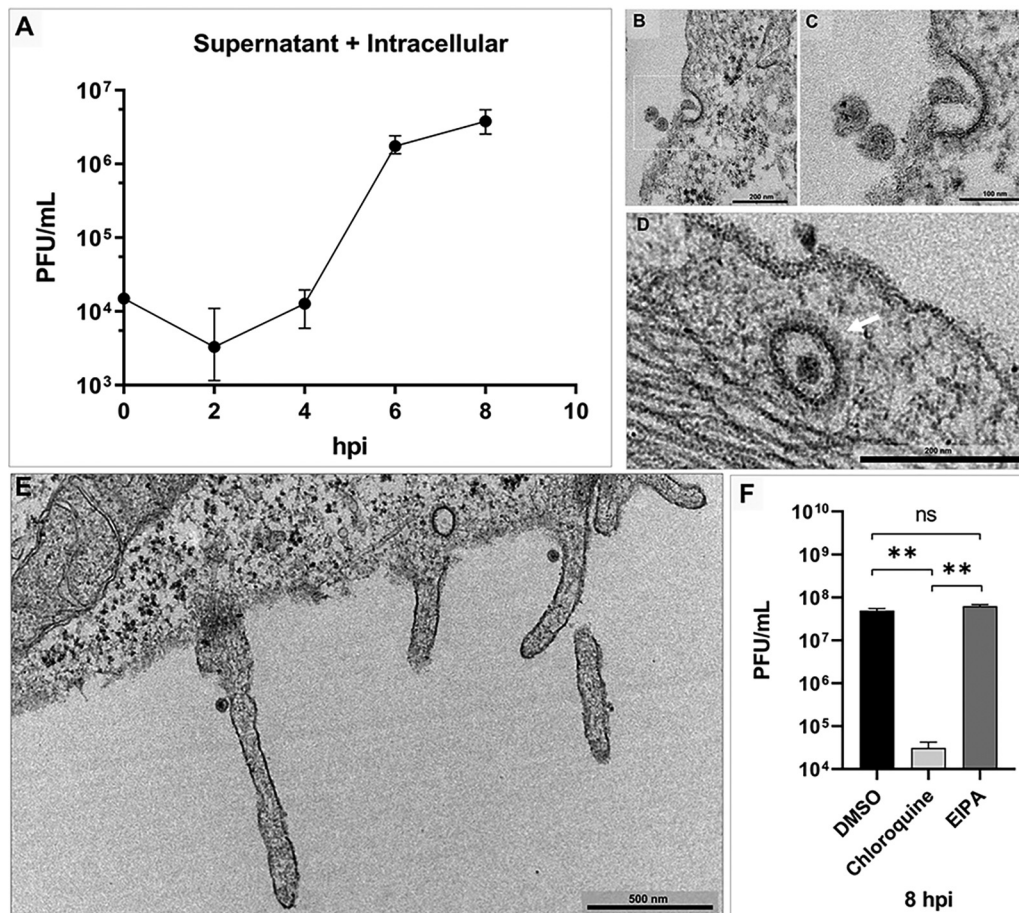 A
Supernatant + Intracellular
PFU/mL
10⁷
10⁶
10⁵
10⁴
10³
0 2 4 6 8 10
hpi
B
200 nm
C
100 nm
D
200 nm
E
500 nm
F
PFU/mL
10¹⁰
10⁹
10⁸
10⁷
10⁶
10⁵
10⁴
ns
** **
DMSO
Chloroquine
EIPA
8 hpi